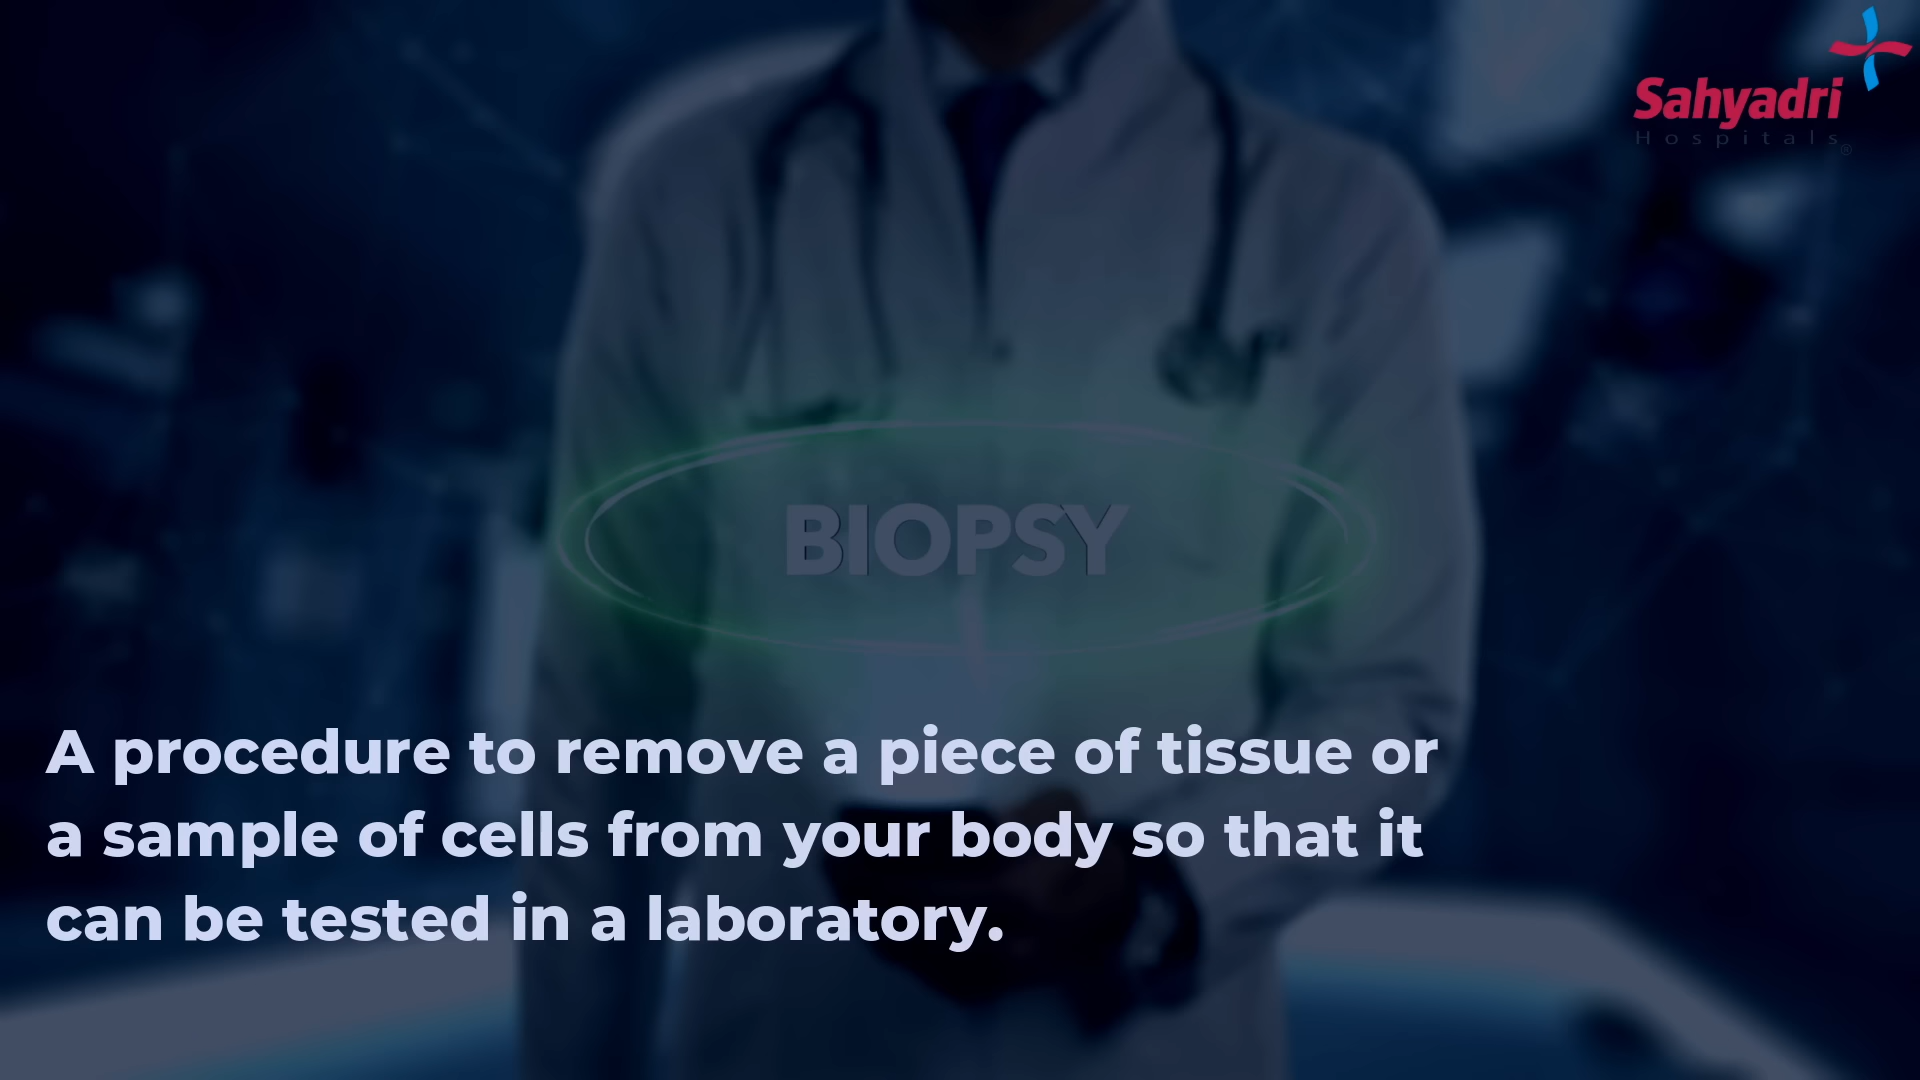 Sahyadri
Hospitals®
BIOPSY
A procedure to remove a piece of tissue or
a sample of cells from your body so that it
can be tested in a laboratory.